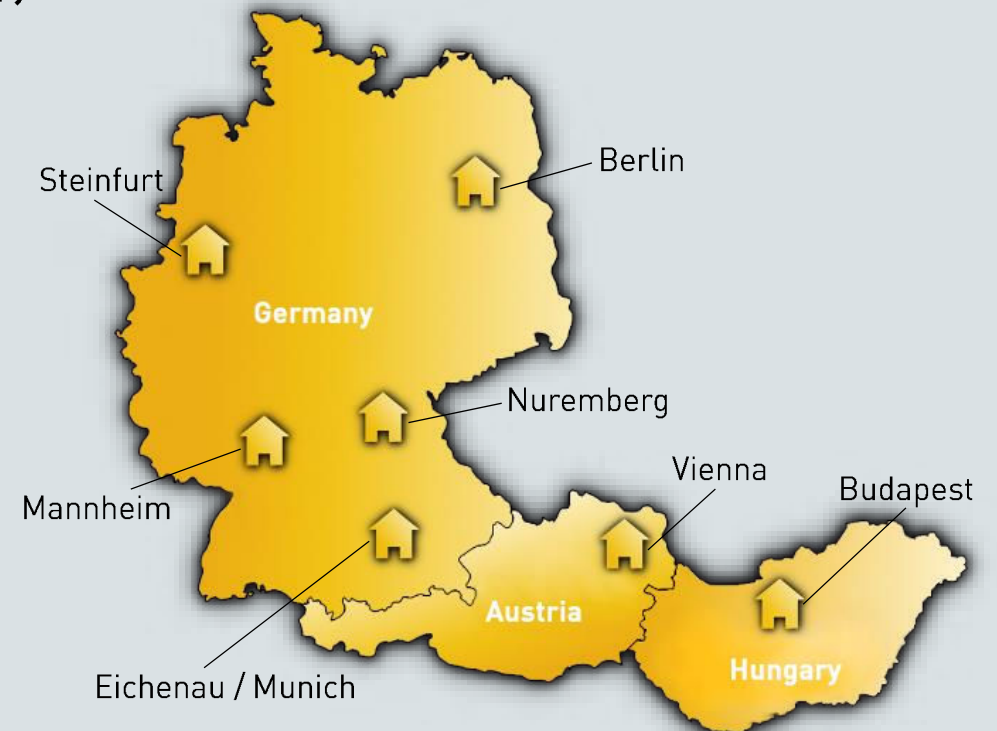 Berlin
Steinfurt
Germany
Nuremberg
Vienna
Budapest
Mannheim
Austria
Hungary
Eichenau / Munich